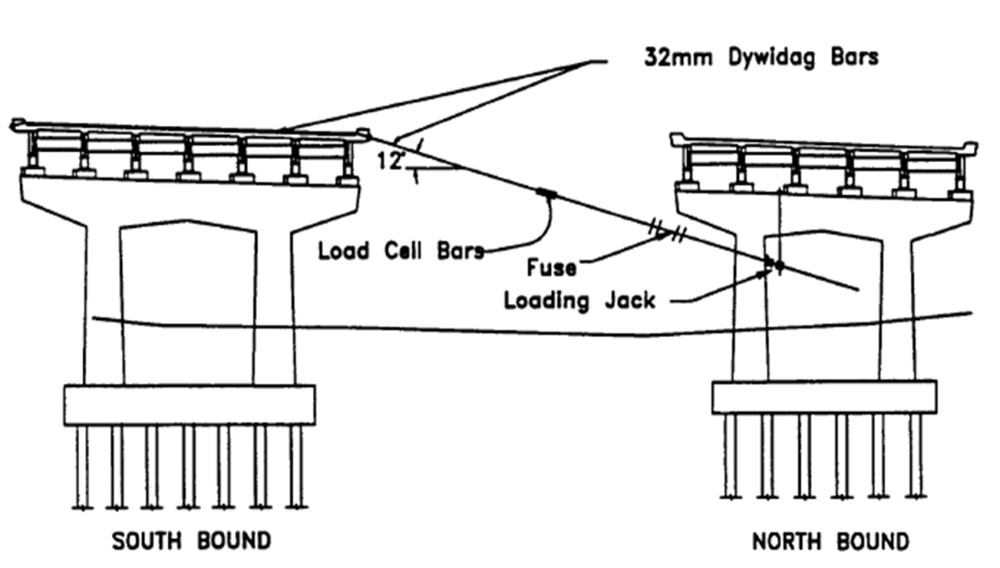 32mm Dywidag Bars
12°
Load Cell Bars
Fuse
Loading Jack
SOUTH BOUND
NORTH BOUND